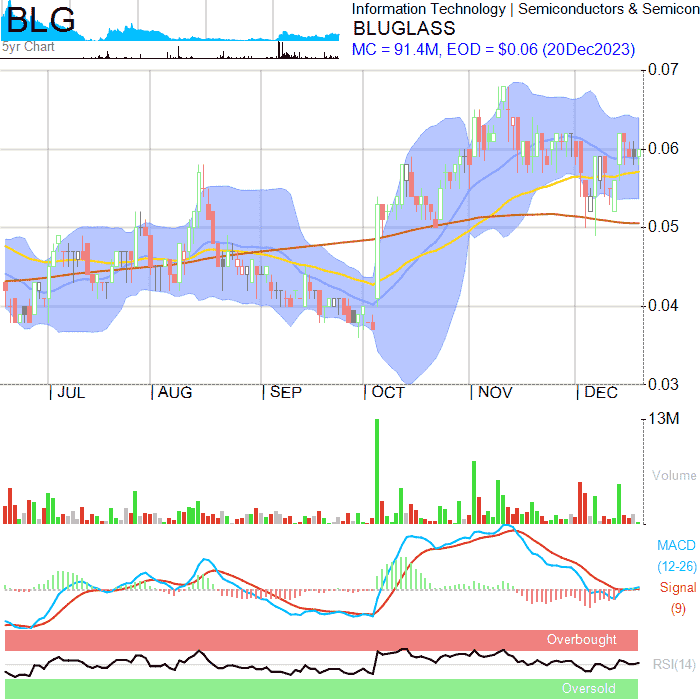 BLG
5yr Chart
Information Technology | Semiconductors & Semicon
BLUGLASS
MC = 91.4M, EOD = $0.06 (20Dec2023)
0.07
0.06
0.05
0.04
0.03
| JUL | AUG | SEP | OCT | NOV | DEC
13M
Volume
MACD
(12-26)
Signal
(9)
Overbought
RSI(14)
Oversold